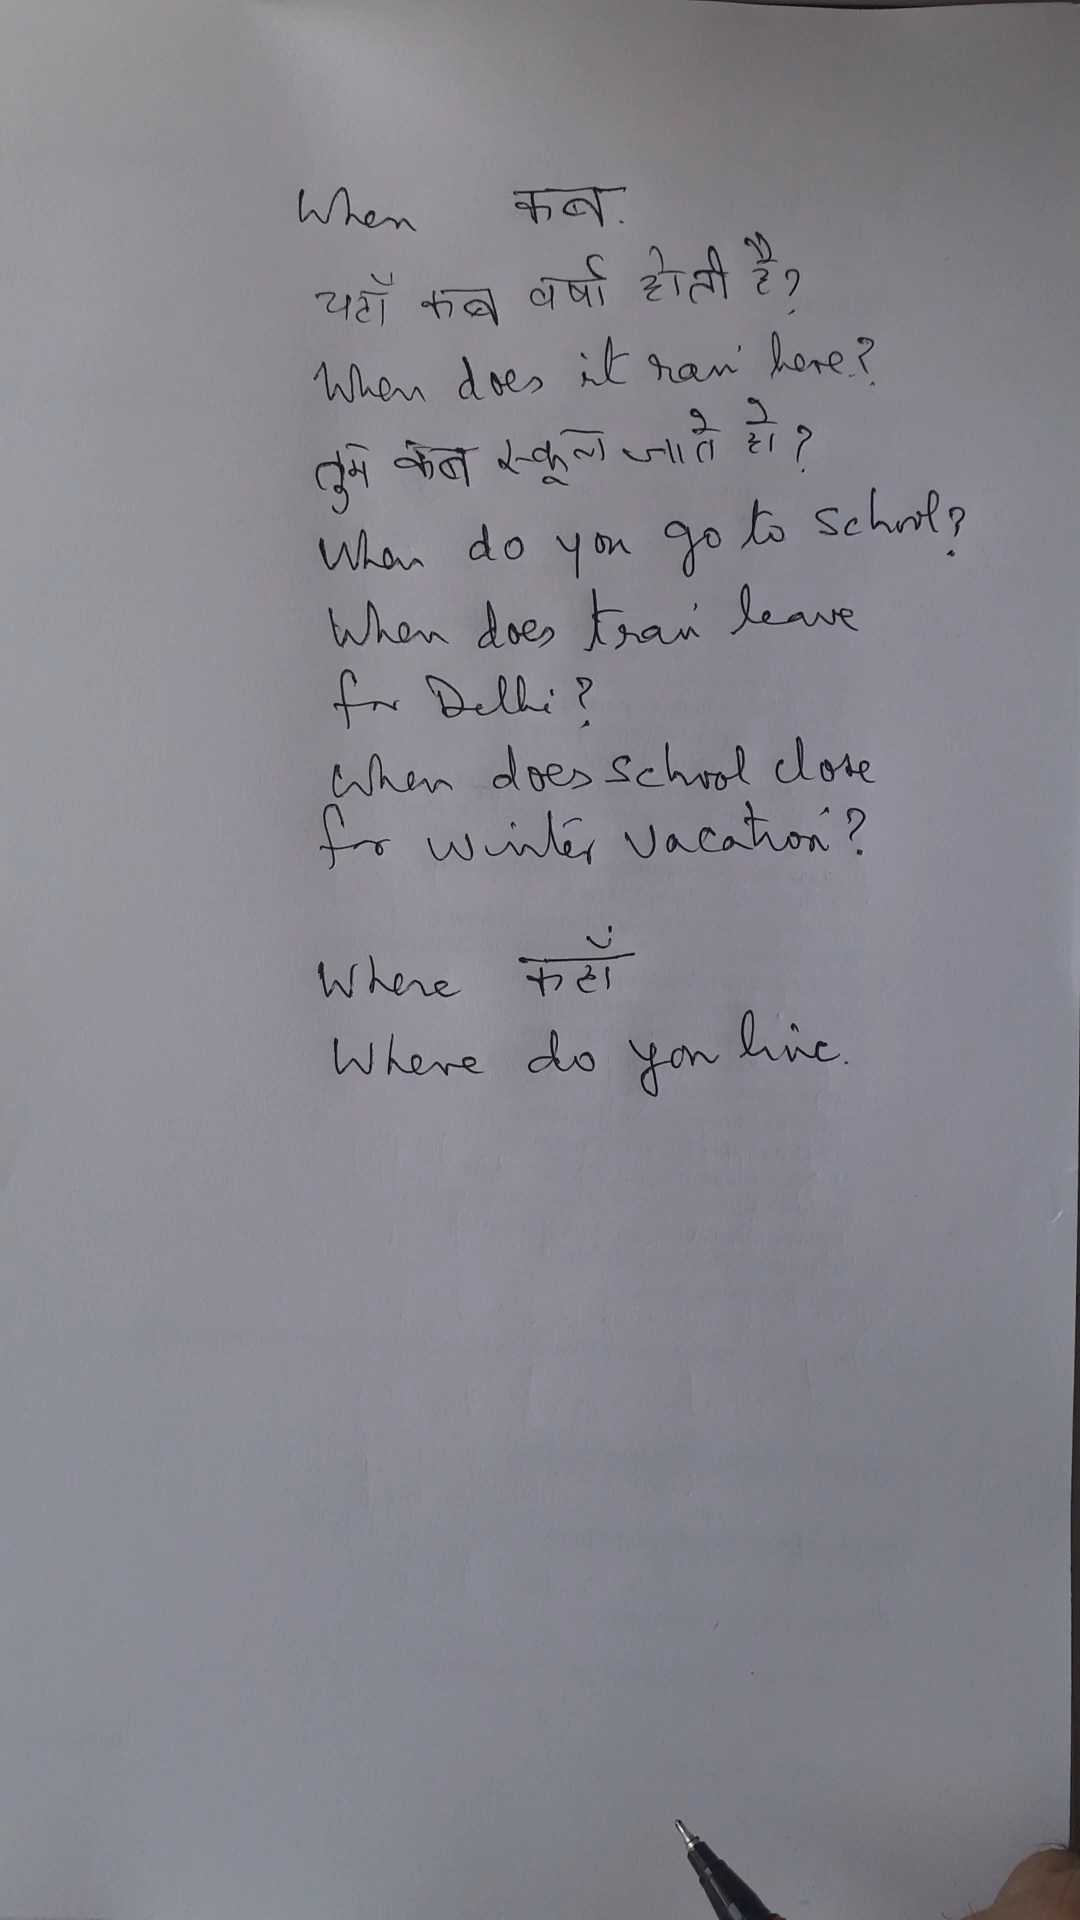 When कब.
यहाँ कब वर्षा होती है?
When does it rain here?
तुम कब स्कूल जाते हो?
When do you go to school?
When does train leave
for Delhi?
When does school close
for winter vacation?
Where कहाँ
Where do you live.